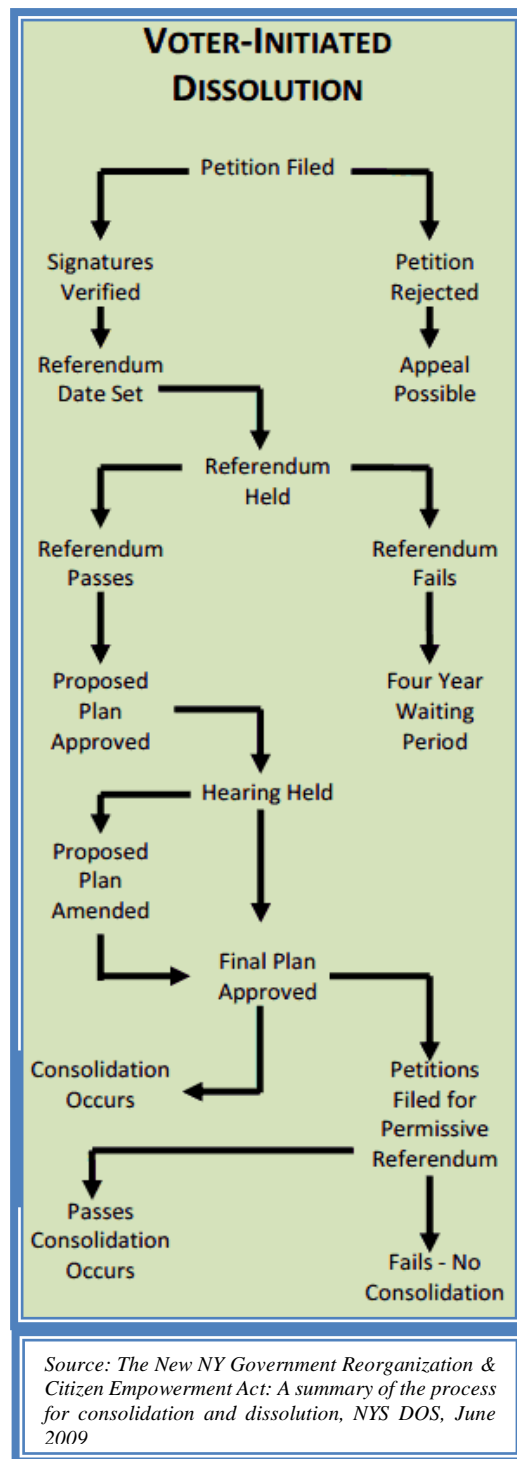 VOTER-INITIATED
DISSOLUTION
Petition Filed
Signatures
Verified
Petition
Rejected
Referendum
Date Set
Appeal
Possible
Referendum
Held
Referendum
Passes
Referendum
Fails
Proposed
Plan
Approved
Four Year
Waiting
Period
Hearing Held
Proposed
Plan
Amended
Final Plan
Approved
Consolidation
Occurs
Petitions
Filed for
Permissive
Referendum
Passes
Consolidation
Occurs
Fails - No
Consolidation
Source: The New NY Government Reorganization &
Citizen Empowerment Act: A summary of the process
for consolidation and dissolution, NYS DOS, June
2009